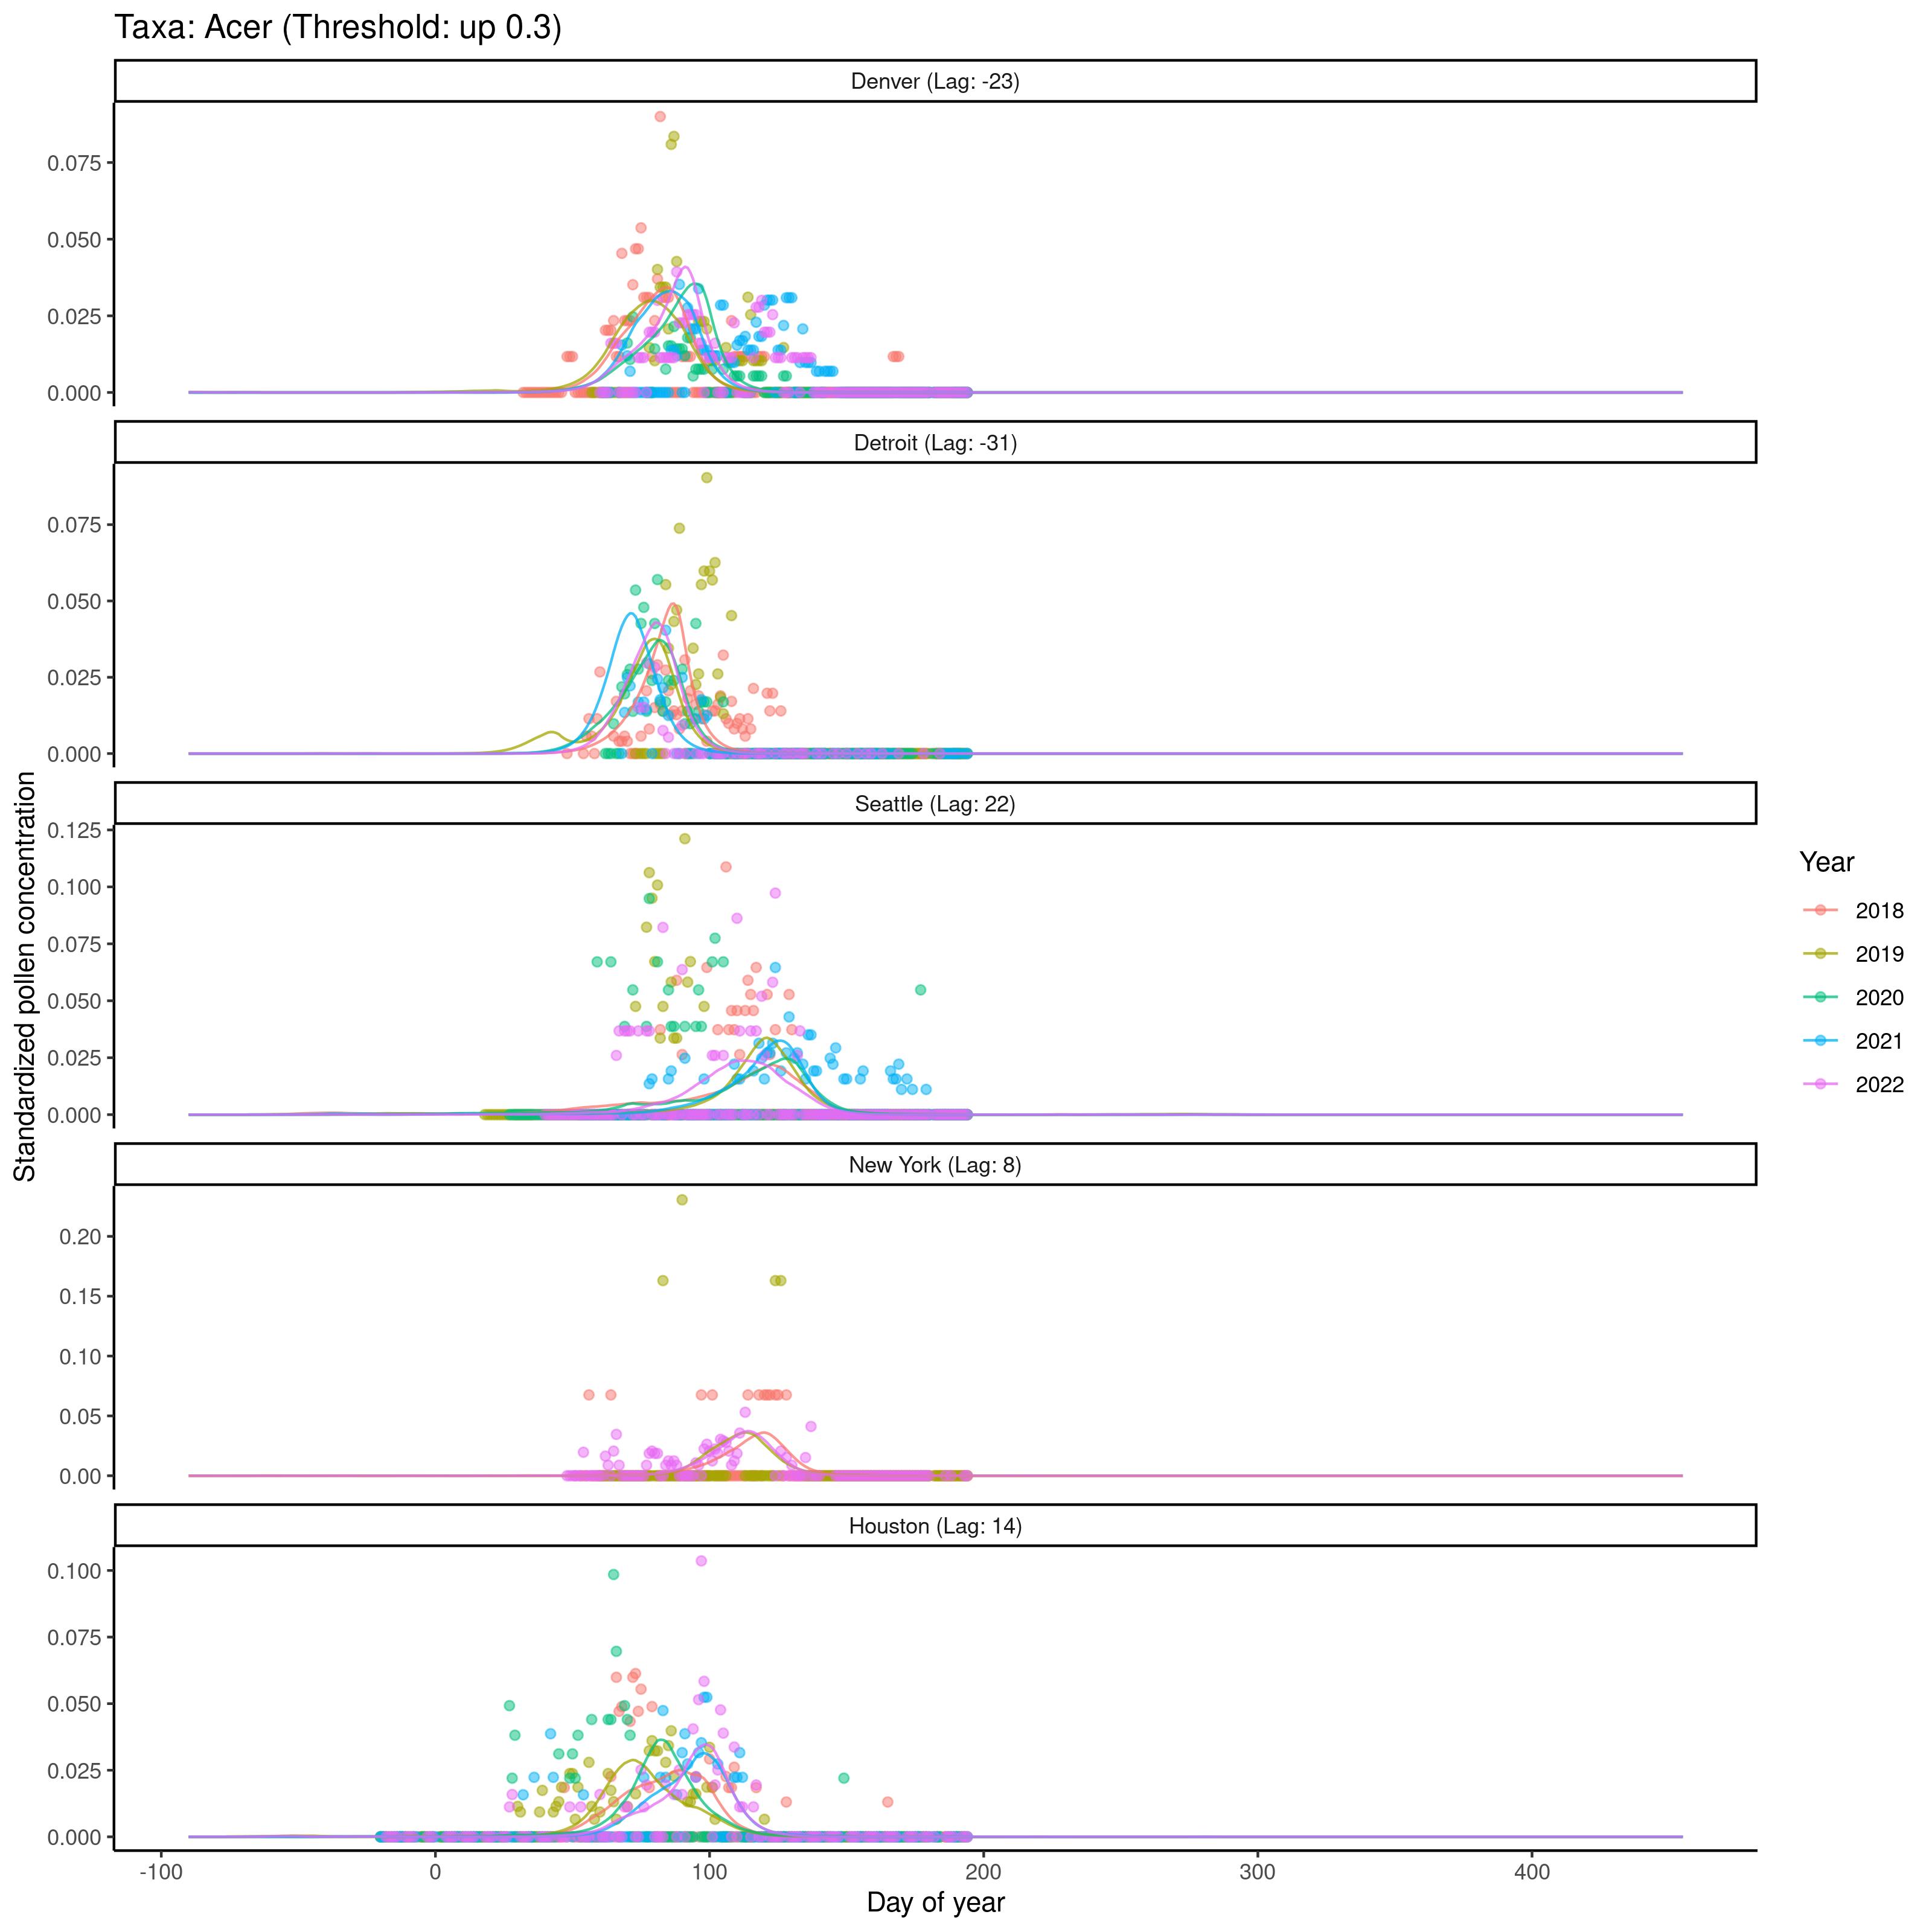 Taxa: Acer (Threshold: up 0.3)
Denver (Lag: -23)
0.075
0.050
0.025
0.000
Detroit (Lag: -31)
0.075
0.050
0.025
0.000
Seattle (Lag: 22)
0.125
0.100
0.075
0.050
0.025
0.000
New York (Lag: 8)
0.20
0.15
0.10
0.05
0.00
Houston (Lag: 14)
0.100
0.075
0.050
0.025
0.000
-100 0 100 200 300 400
Day of year
Standardized pollen concentration
Year
2018
2019
2020
2021
2022